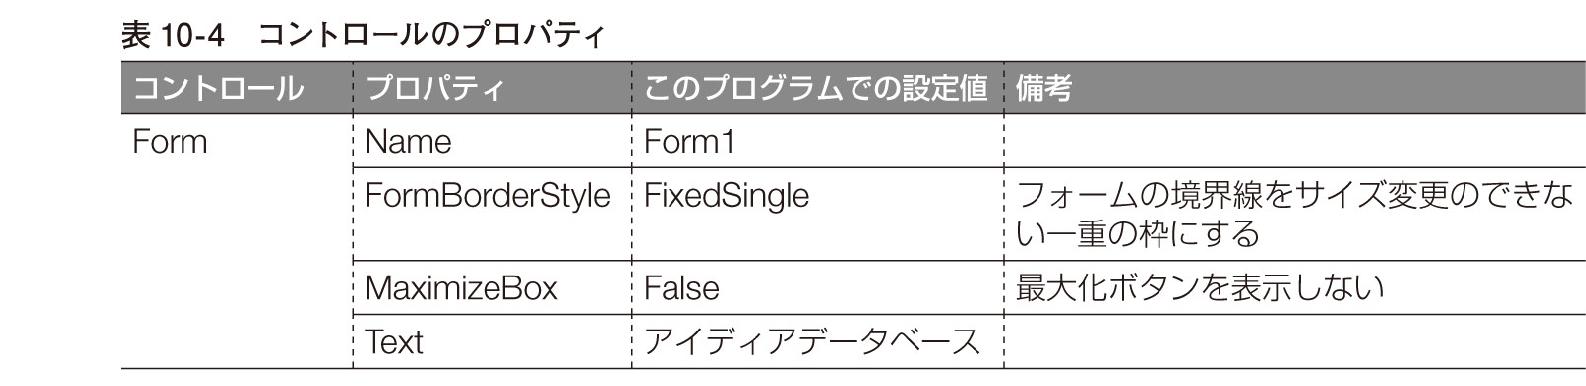 表 10-4　コントロールのプロパティ
コントロール　プロパティ　このプログラムでの設定値　備考
Form　Name　Form1
FormBorderStyle　FixedSingle　フォームの境界線をサイズ変更のできな
い一重の枠にする
MaximizeBox　False　最大化ボタンを表示しない
Text　アイディアデータベース